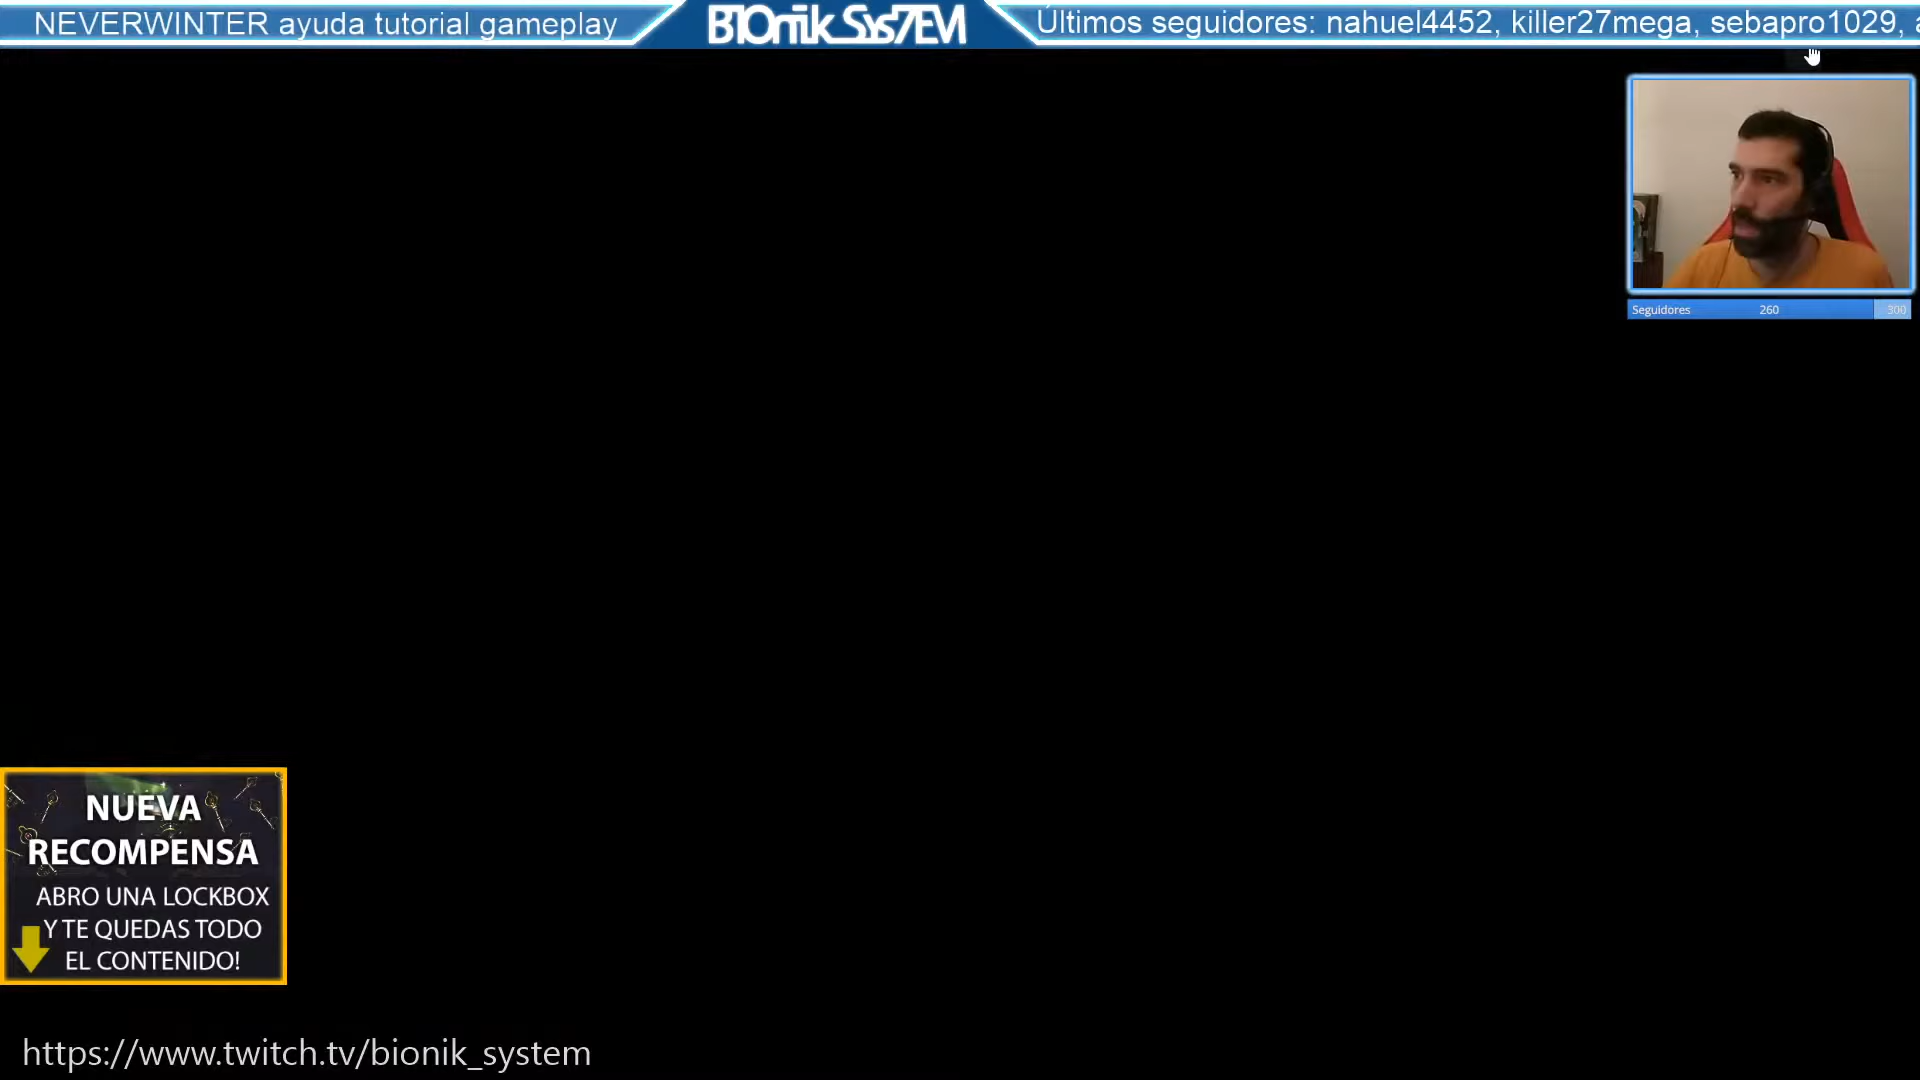 NEVERWINTER ayuda tutorial gameplay
BIOnik SyS7EM
Últimos seguidores: nahuel4452, killer27mega, sebapro1029,
Seguidores 260 300
NUEVA
RECOMPENSA
ABRO UNA LOCKBOX
Y TE QUEDAS TODO
EL CONTENIDO!
https://www.twitch.tv/bionik_system